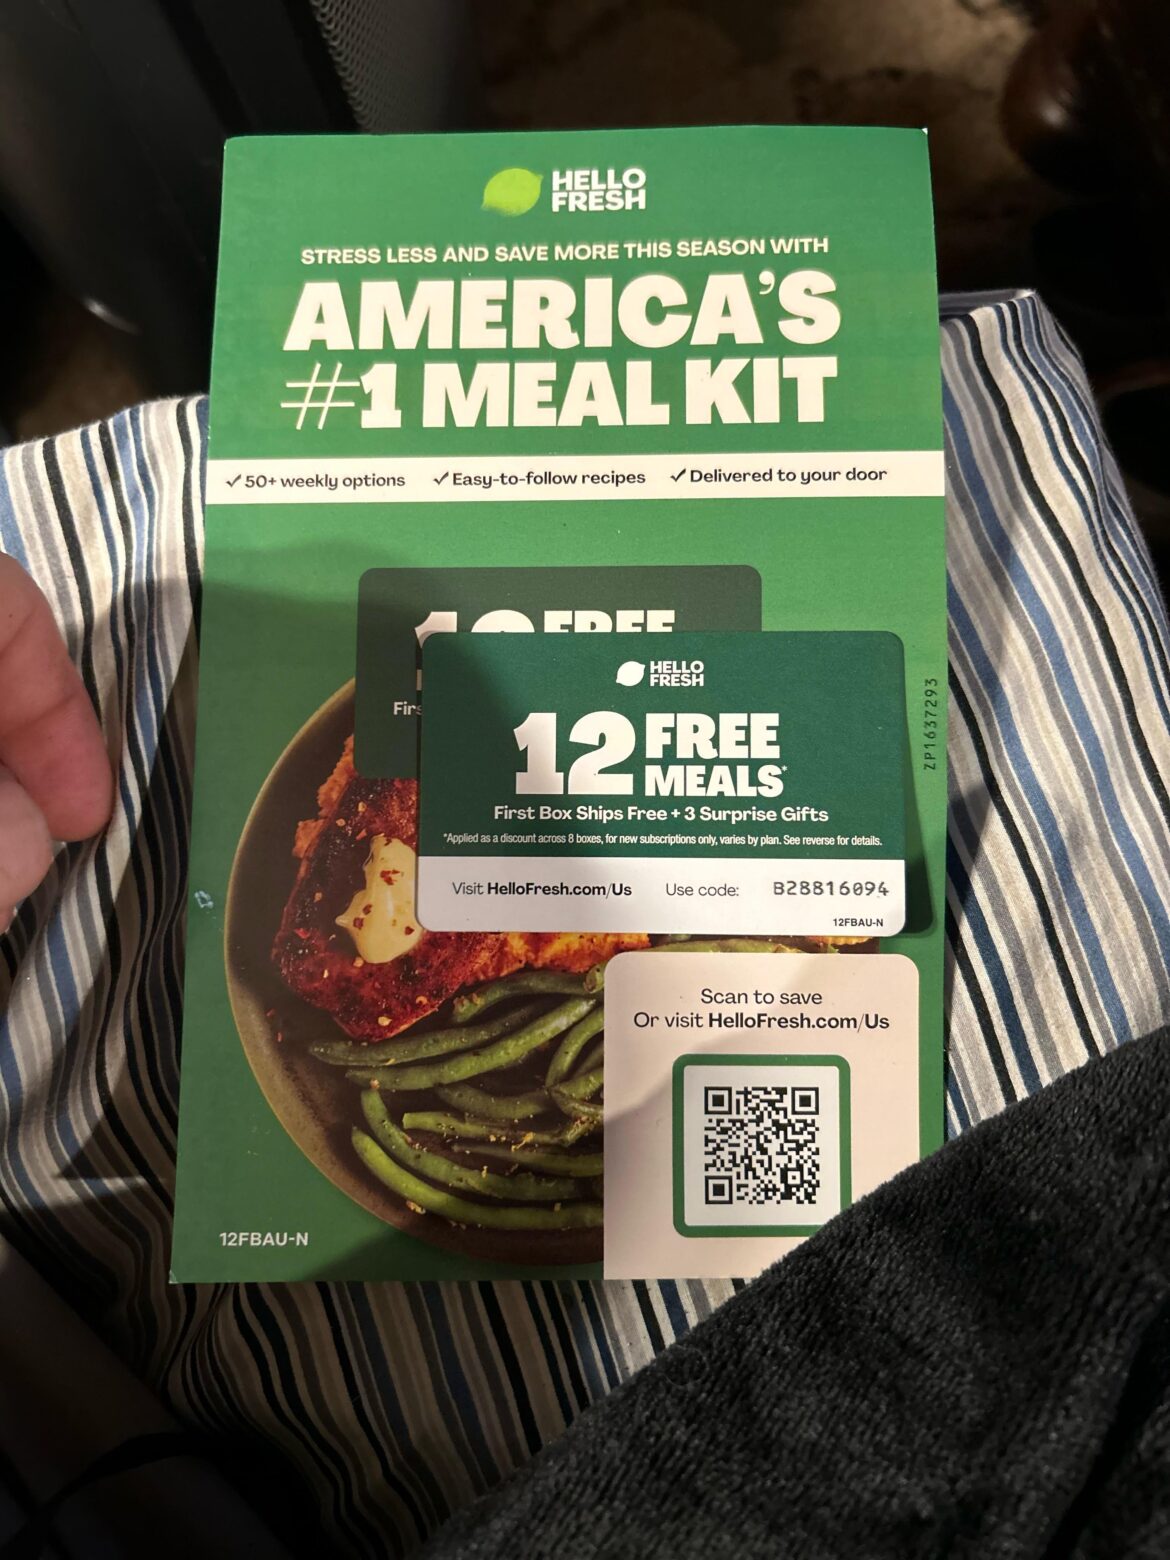 HELLO
FRESH
STRESS LESS AND SAVE MORE THIS SEASON WITH
AMERICA'S
#1 MEAL KIT
✓ 50+ weekly options ✓ Easy-to-follow recipes ✓ Delivered to your door
FREE
HELLO
FRESH
12 FREE
MEALS*
First Box Ships Free + 3 Surprise Gifts
*Applied as a discount across 8 boxes, for new subscriptions only, varies by plan. See reverse for details.
Visit HelloFresh.com/Us Use code: B28816094
12FBAU-N
ZP1637293
Scan to save
Or visit HelloFresh.com/Us
12FBAU-N